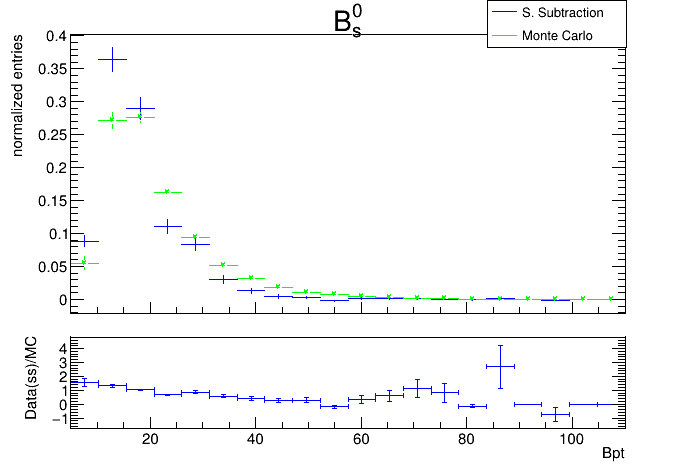 B_s^0
S. Subtraction
Monte Carlo
normalized entries
0.4
0.35
0.3
0.25
0.2
0.15
0.1
0.05
0
Data(ss)/MC
4
3
2
1
0
−1
20 40 60 80 100
Bpt